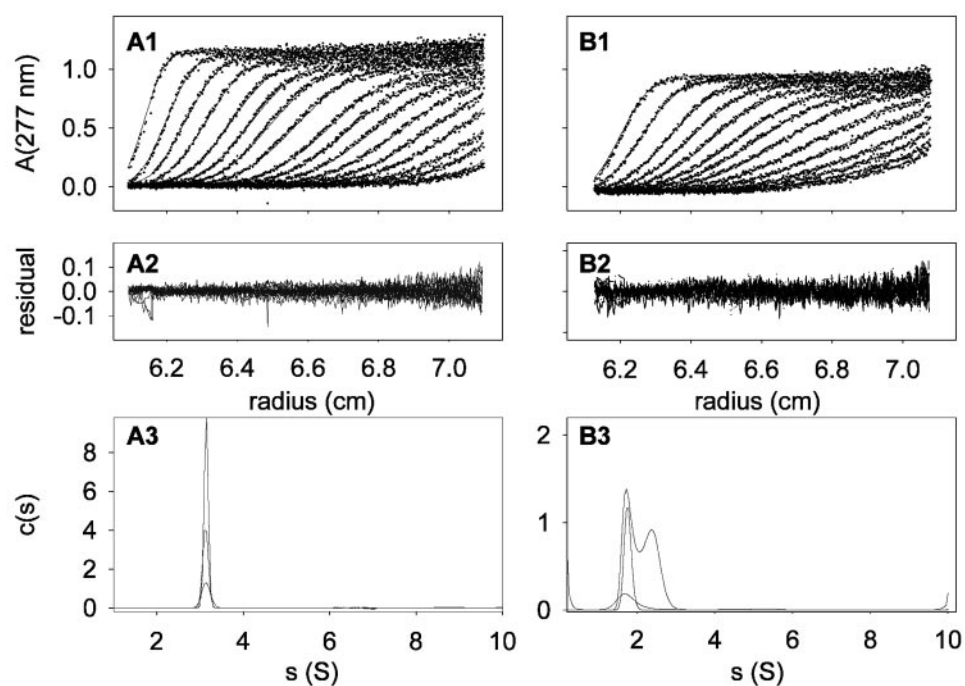 A1
B1
A(277 nm)
1.0
0.5
0.0
A2
B2
residual
0.1
0.0
-0.1
6.2 6.4 6.6 6.8 7.0
6.2 6.4 6.6 6.8 7.0
radius (cm)
radius (cm)
A3
B3
c(s)
8
6
4
2
0
2
1
0
2 4 6 8 10
2 4 6 8 10
s (S)
s (S)